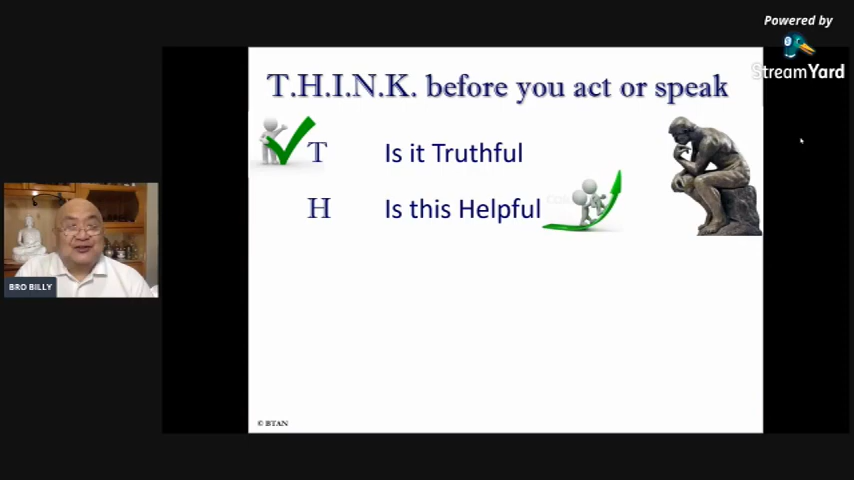 Powered by
StreamYard
T.H.I.N.K. before you act or speak
T Is it Truthful
H Is this Helpful
BRO BILLY
© BTAN